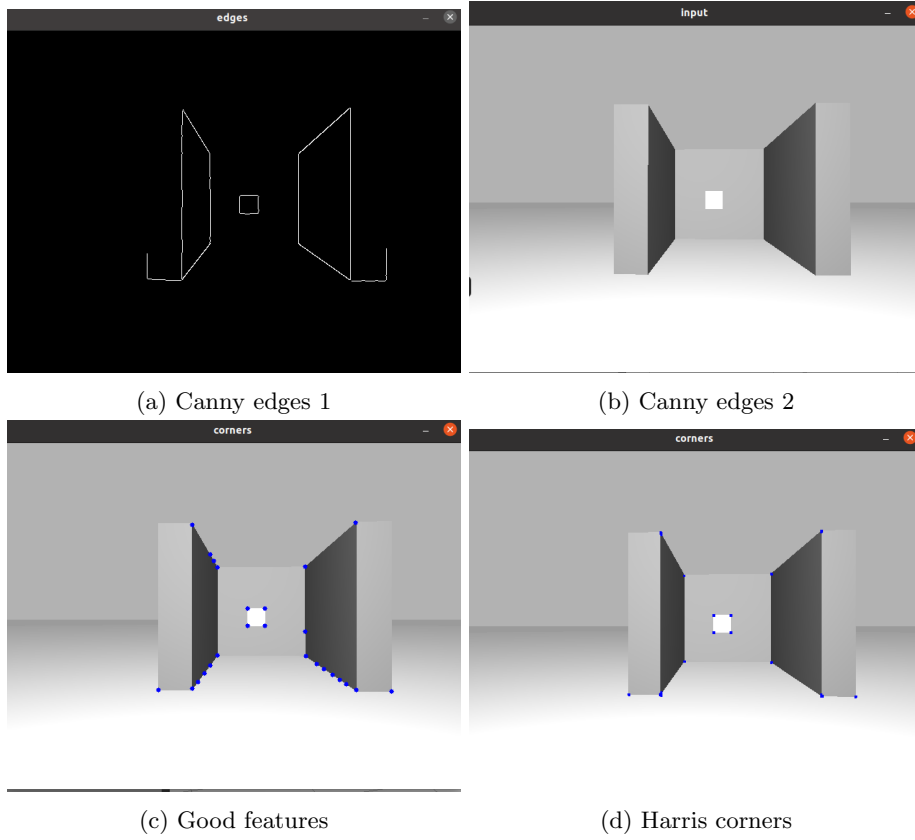 edges
input
(a) Canny edges 1
(b) Canny edges 2
corners
corners
(c) Good features
(d) Harris corners